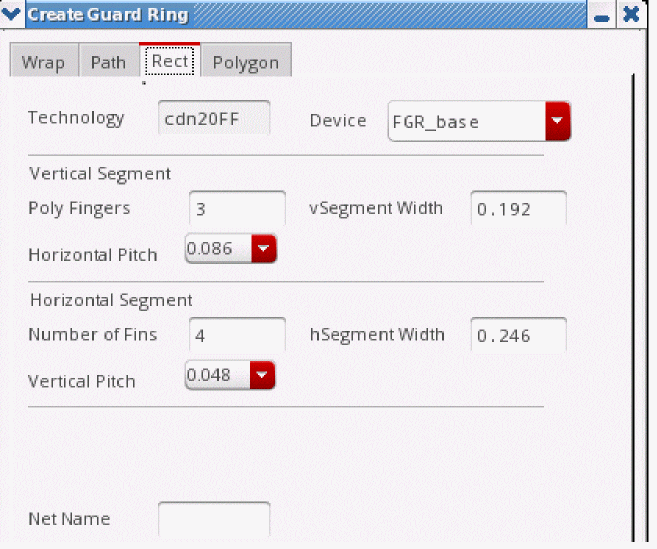 Create Guard Ring
Wrap Path Rect Polygon
Technology cdn20FF Device FGR_base
Vertical Segment
Poly Fingers 3 vSegment Width 0.192
Horizontal Pitch 0.086
Horizontal Segment
Number of Fins 4 hSegment Width 0.246
Vertical Pitch 0.048
Net Name